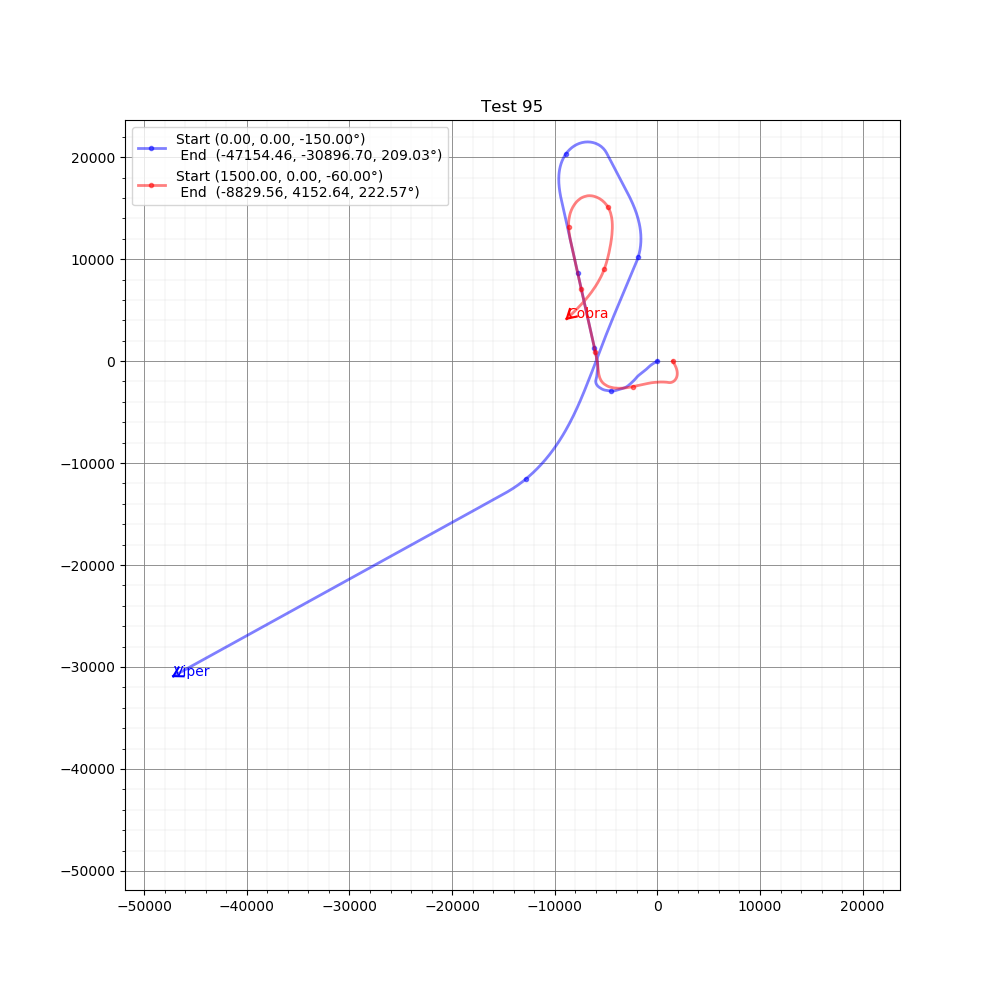 Test 95
Start (0.00, 0.00, -150.00°)
End  (-47154.46, -30896.70, 209.03°)
Start (1500.00, 0.00, -60.00°)
End  (-8829.56, 4152.64, 222.57°)
20000
10000
0
−10000
−20000
−30000
−40000
−50000
Cobra
Viper
−50000 −40000 −30000 −20000 −10000 0 10000 20000